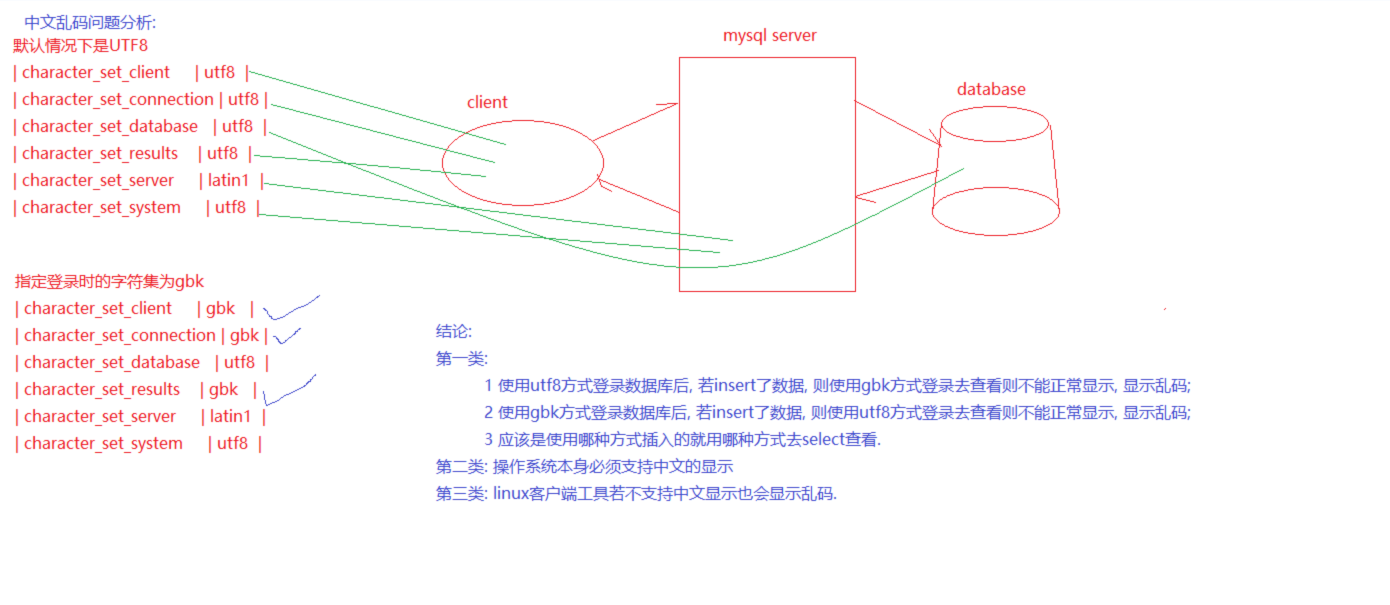 中文乱码问题分析:
默认情况下是UTF8
| character_set_client | utf8 |
| character_set_connection | utf8 |
| character_set_database | utf8 |
| character_set_results | utf8 |
| character_set_server | latin1 |
| character_set_system | utf8 |
client
mysql server
database
指定登录时的字符集为gbk
| character_set_client | gbk |
| character_set_connection | gbk |
| character_set_database | utf8 |
| character_set_results | gbk |
| character_set_server | latin1 |
| character_set_system | utf8 |
结论:
第一类:
1 使用utf8方式登录数据库后, 若insert了数据, 则使用gbk方式登录去查看则不能正常显示, 显示乱码;
2 使用gbk方式登录数据库后, 若insert了数据, 则使用utf8方式登录去查看则不能正常显示, 显示乱码;
3 应该是使用哪种方式插入的就用哪种方式去select查看.
第二类: 操作系统本身必须支持中文的显示
第三类: linux客户端工具若不支持中文显示也会显示乱码.